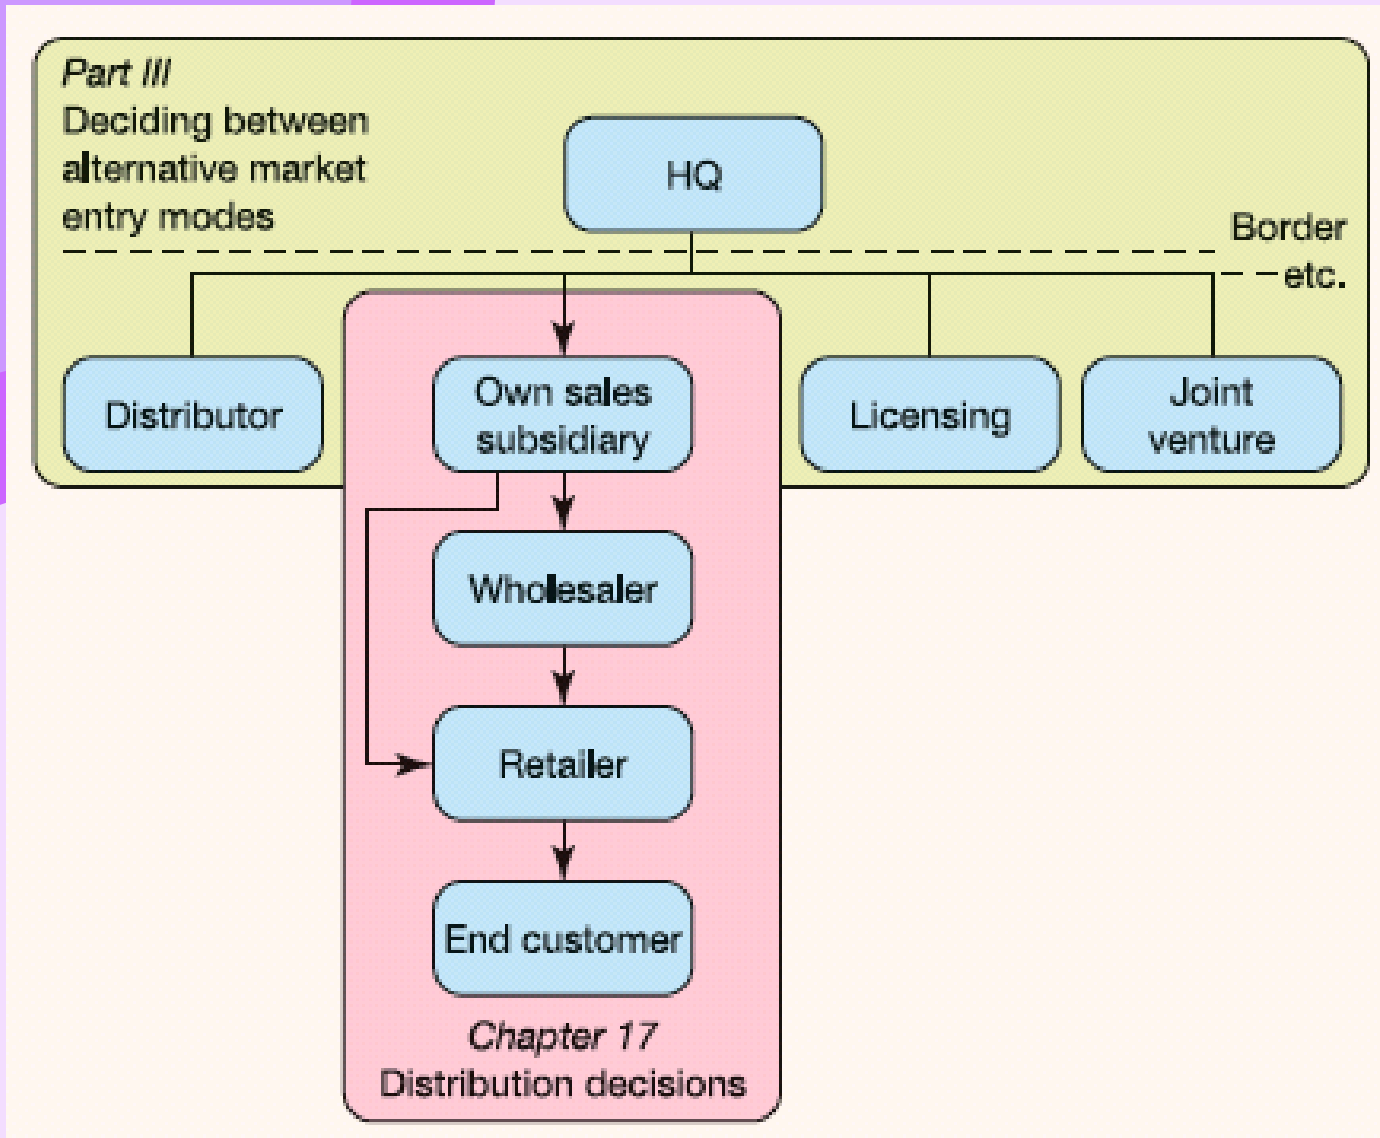 Part III
Deciding between
alternative market
entry modes
HQ
Border
etc.
Distributor
Own sales
subsidiary
Licensing
Joint
venture
Wholesaler
Retailer
End customer
Chapter 17
Distribution decisions